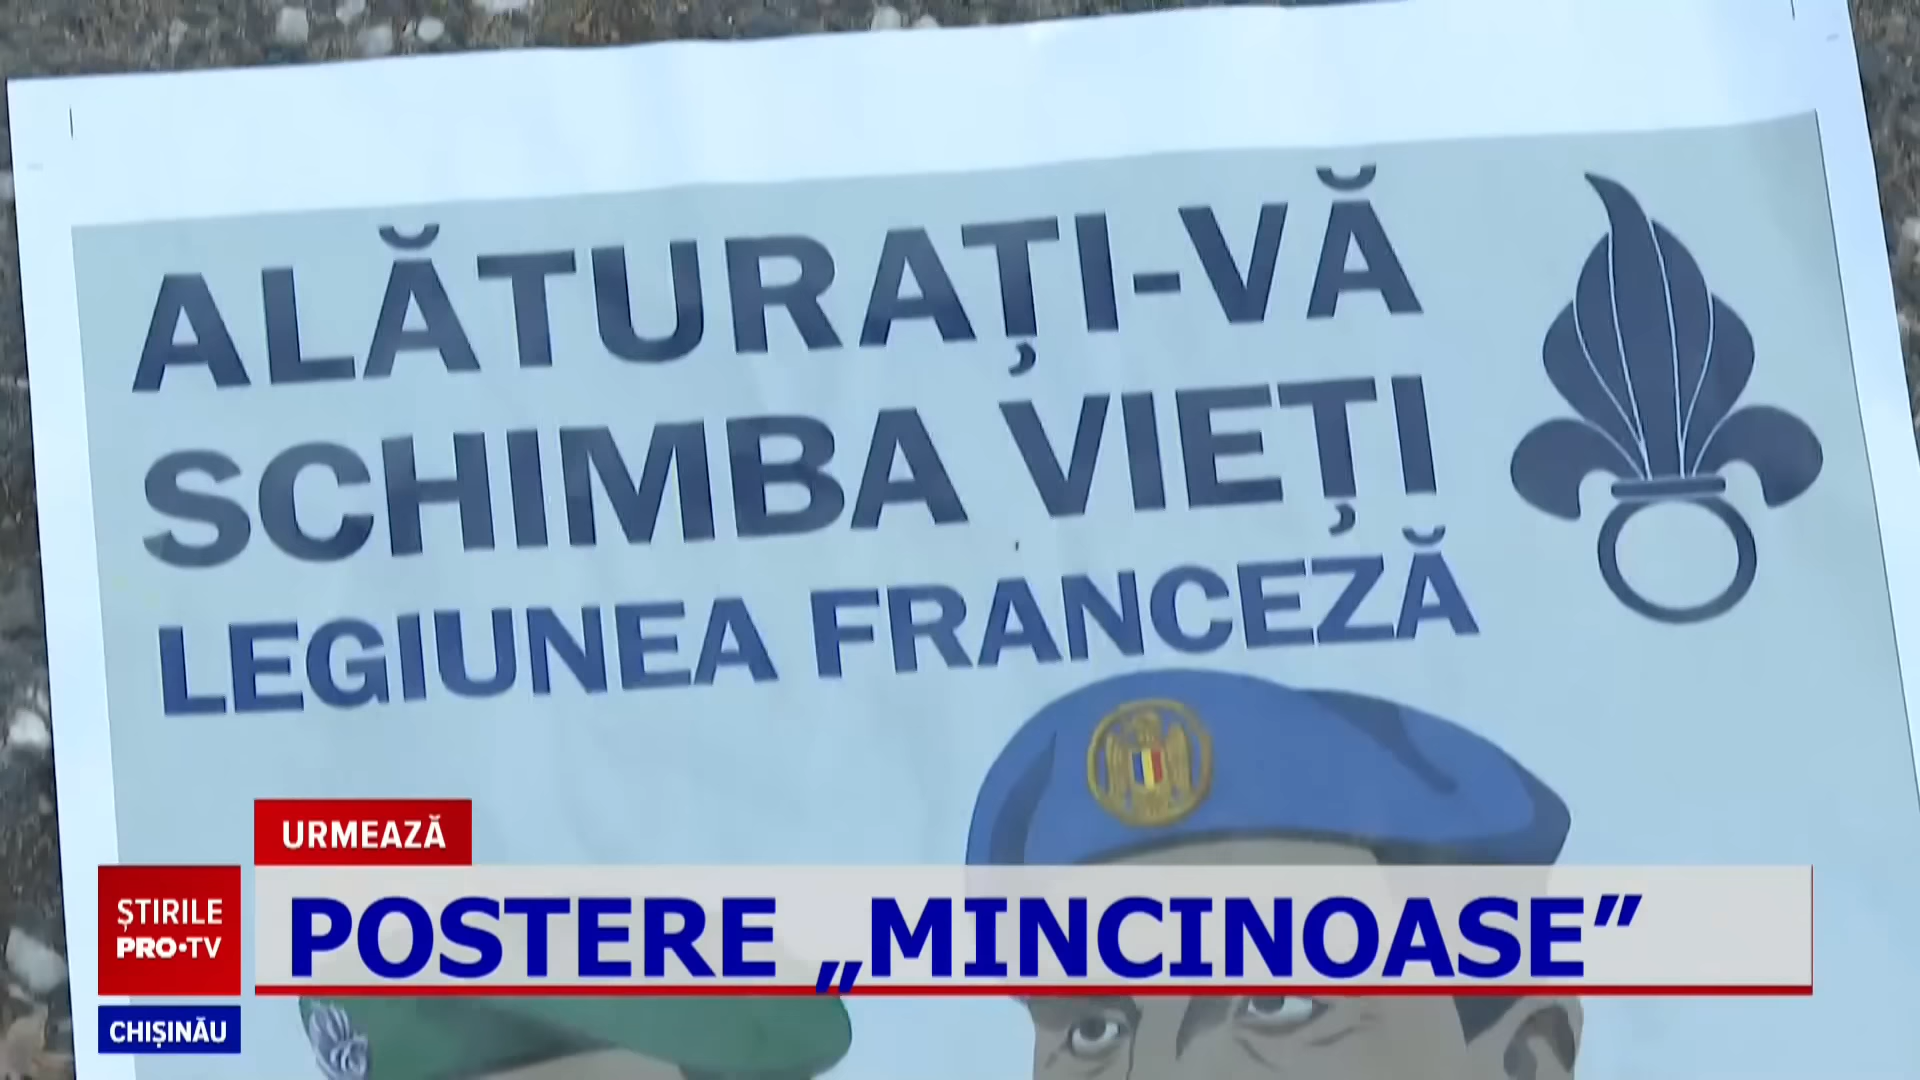 ALĂTURAȚI-VĂ
SCHIMBA VIEȚI
LEGIUNEA FRANCEZĂ
URMEAZĂ
ȘTIRILE
PRO•TV
POSTERE „MINCINOASE”
CHIȘINĂU